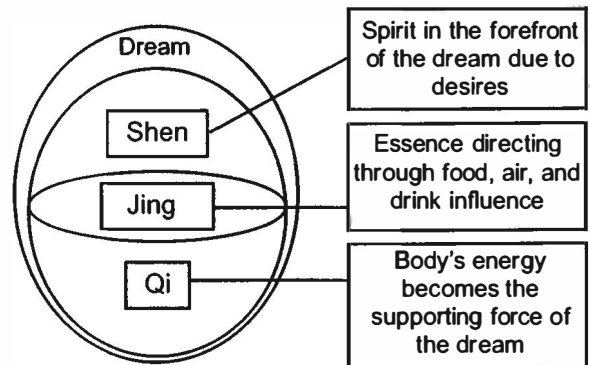 Dream
Spirit in the forefront
of the dream due to
desires
Shen
Essence directing
through food, air, and
drink influence
Jing
Body's energy
becomes the
supporting force of
the dream
Qi